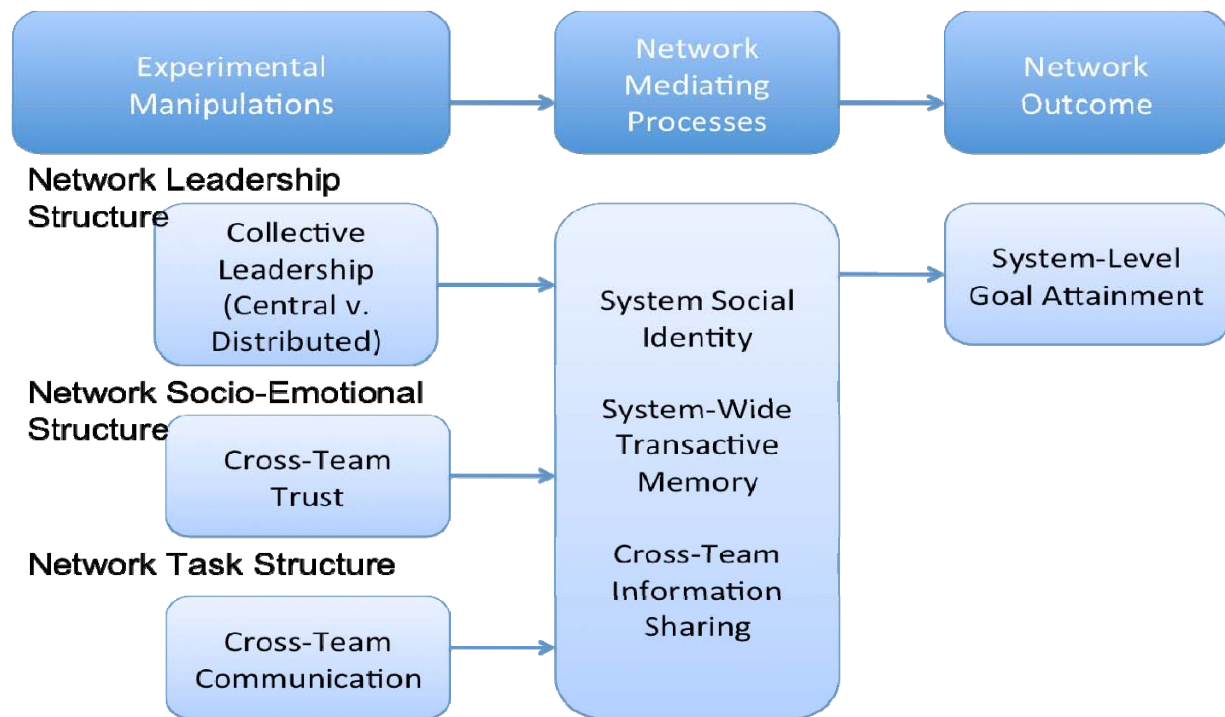 Experimental
Manipulations
Network
Mediating
Processes
Network
Outcome
Network Leadership
Structure
Collective
Leadership
(Central v.
Distributed)
Network Socio-Emotional
Structure
Cross-Team
Trust
Network Task Structure
Cross-Team
Communication
System Social
Identity
System-Wide
Transactive
Memory
Cross-Team
Information
Sharing
System-Level
Goal Attainment